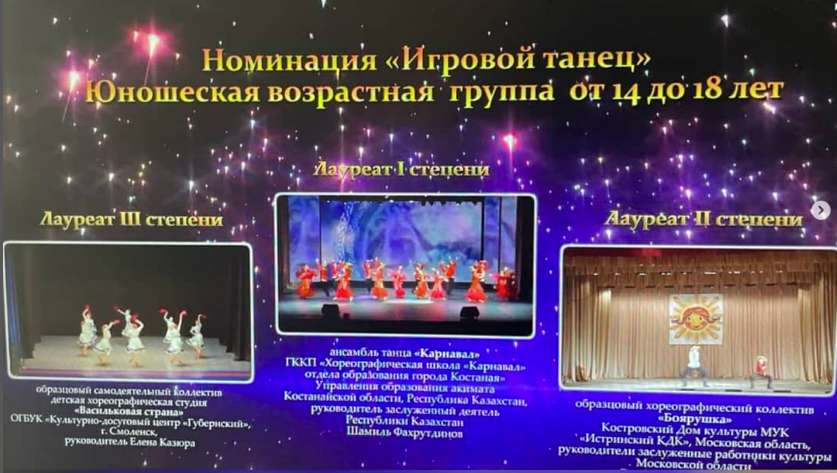 Номинация «Игровой танец»
Юношеская возрастная группа от 14 до 18 лет
Лауреат I степени
Лауреат III степени
Лауреат II степени
ансамбль танца «Карнавал»
ГККП «Хореографическая школа «Карнавал»
отдела образования города Костаная»
Управления образования акимата
Костанайской области, Республика Казахстан,
руководитель заслуженный деятель
Республики Казахстан
Шамиль Фахрутдинов
образцовый самодеятельный коллектив
детская хореографическая студия
«Васильковая страна»
ОГБУК «Культурно-досуговый центр «Губернский»,
г. Смоленск,
руководитель Елена Казюра
образцовый хореографический коллектив
«Боярушка»
Костровский Дом культуры МУК
«Истринский КДК», Московская область,
руководители заслуженные работники культуры
Московской области